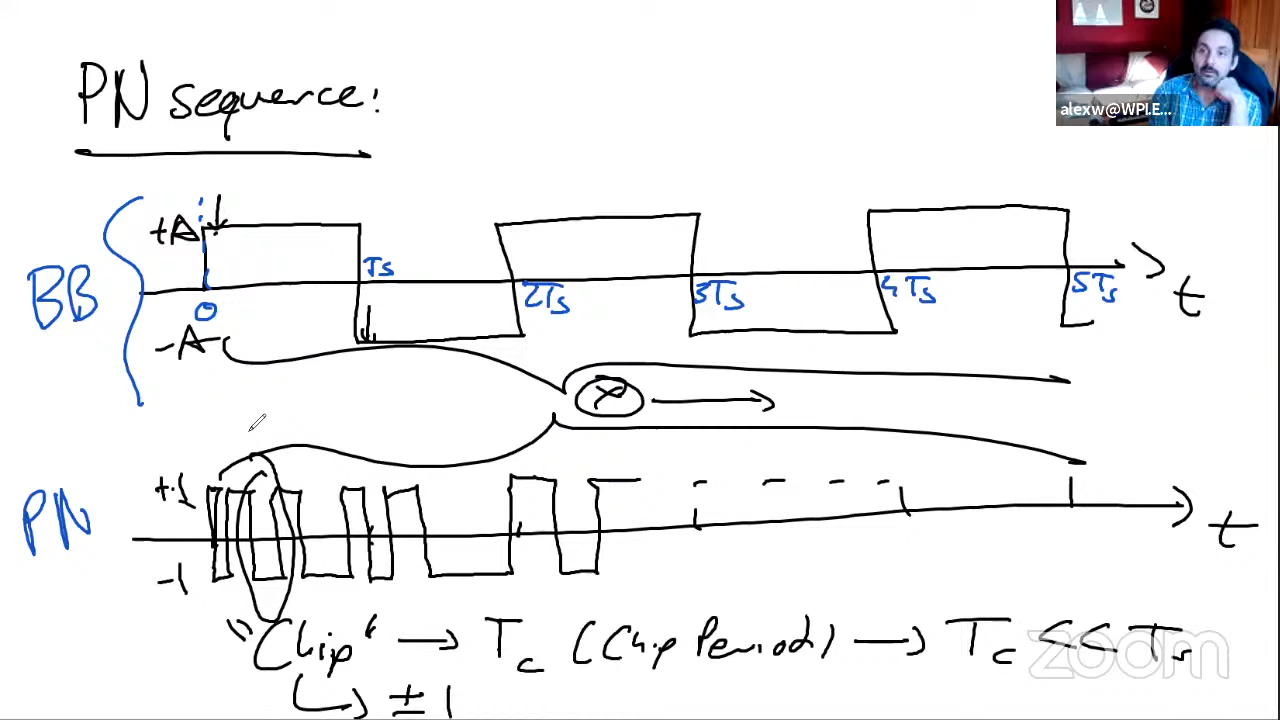 PN sequence:
alexw@WPI.E...
+A
BB
0
Ts
2Ts
3Ts
4Ts
5Ts
t
-A
X
+1
PN
t
-1
"Chip" → Tc (Chip Period) → Tc << Ts
zoom
↳ ± 1